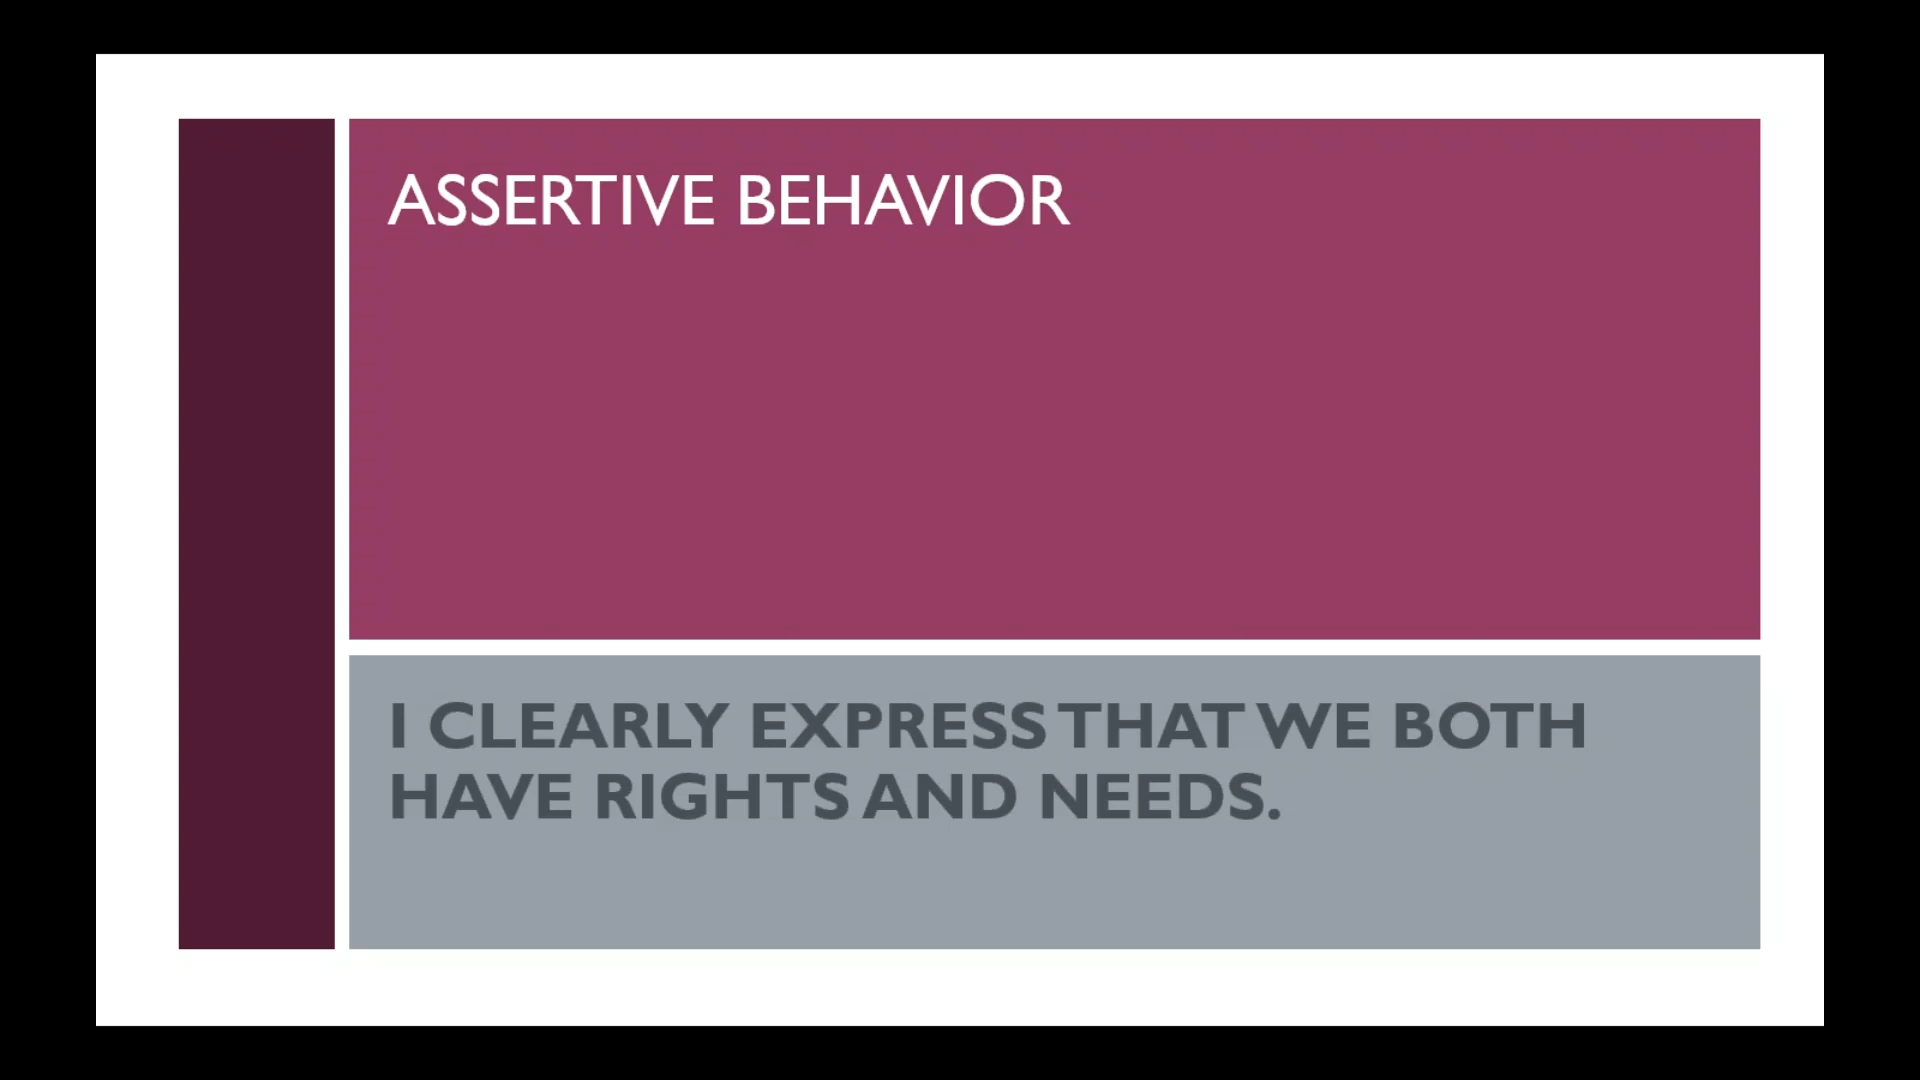 ASSERTIVE BEHAVIOR
I CLEARLY EXPRESS THAT WE BOTH
HAVE RIGHTS AND NEEDS.